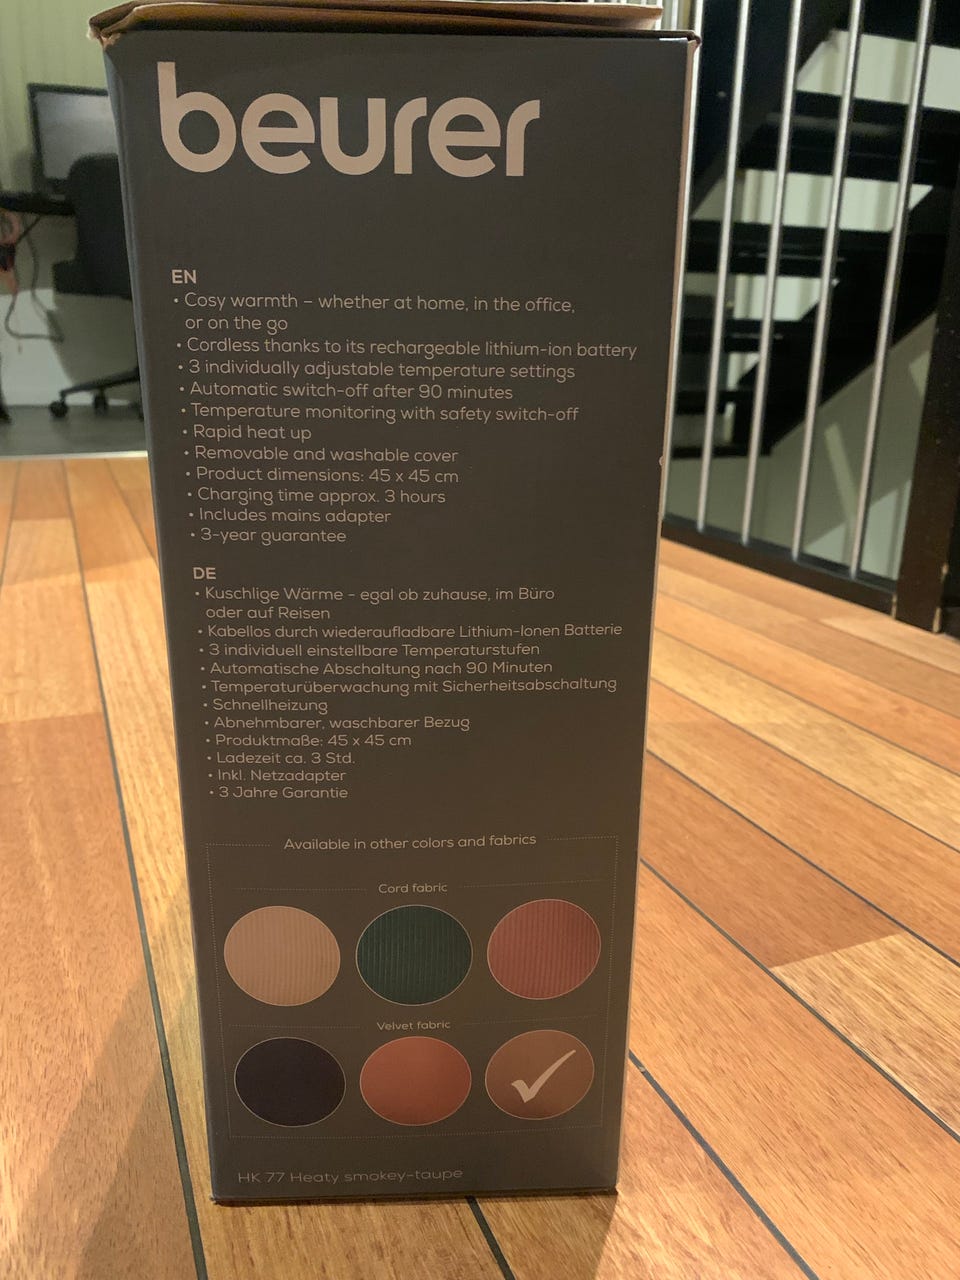 beurer
EN
• Cosy warmth – whether at home, in the office,
or on the go
• Cordless thanks to its rechargeable lithium-ion battery
• 3 individually adjustable temperature settings
• Automatic switch-off after 90 minutes
• Temperature monitoring with safety switch-off
• Rapid heat up
• Removable and washable cover
• Product dimensions: 45 x 45 cm
• Charging time approx. 3 hours
• Includes mains adapter
• 3-year guarantee
DE
• Kuschlige Wärme - egal ob zuhause, im Büro
oder auf Reisen
• Kabellos durch wiederaufladbare Lithium-Ionen Batterie
• 3 individuell einstellbare Temperaturstufen
• Automatische Abschaltung nach 90 Minuten
• Temperaturüberwachung mit Sicherheitsabschaltung
• Schnellheizung
• Abnehmbarer, waschbarer Bezug
• Produktmaße: 45 x 45 cm
• Ladezeit ca. 3 Std.
• Inkl. Netzadapter
• 3 Jahre Garantie
Available in other colors and fabrics
Cord fabric
Velvet fabric
HK 77 Heaty smokey-taupe